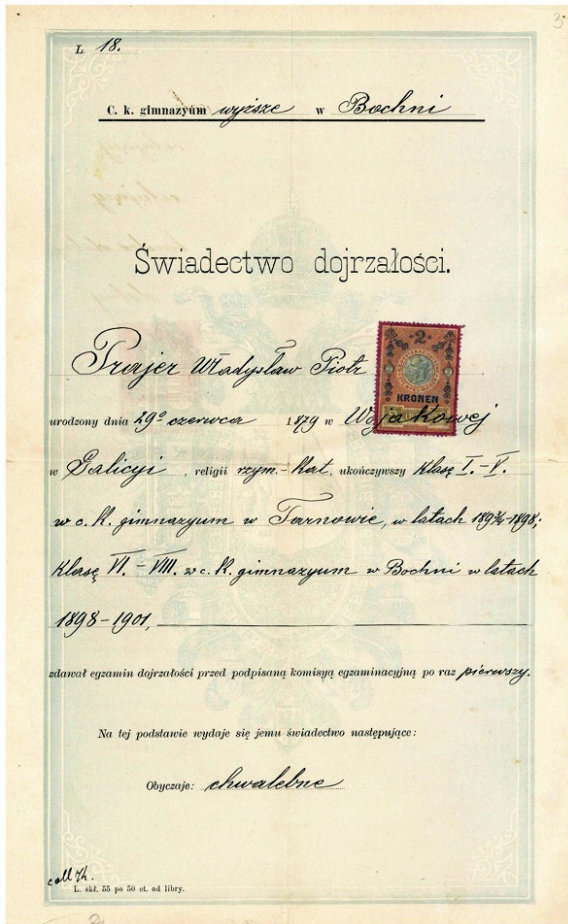 3.
L. 18.
C. k. gimnazyum wyższe w Bochni
Świadectwo dojrzałości.
Prajer Władysław Piotr
2
KRONEN
urodzony dnia 29º czerwca 1879 w Wojakowej
w Galicyi, religii rzym.-kat. ukończywszy klasę I.-V.
w c. k. gimnazyum w Tarnowie, w latach 1892/3-1898;
klasę VI.-VIII. w c. k. gimnazyum w Bochni w latach
1898-1901,
zdawał egzamin dojrzałości przed podpisaną komisyą egzaminacyjną po raz pierwszy.
Na tej podstawie wydaje się jemu świadectwo następujące:
Obyczaje: chwalebne
L. skł. 55 po 50 ct. od libry.